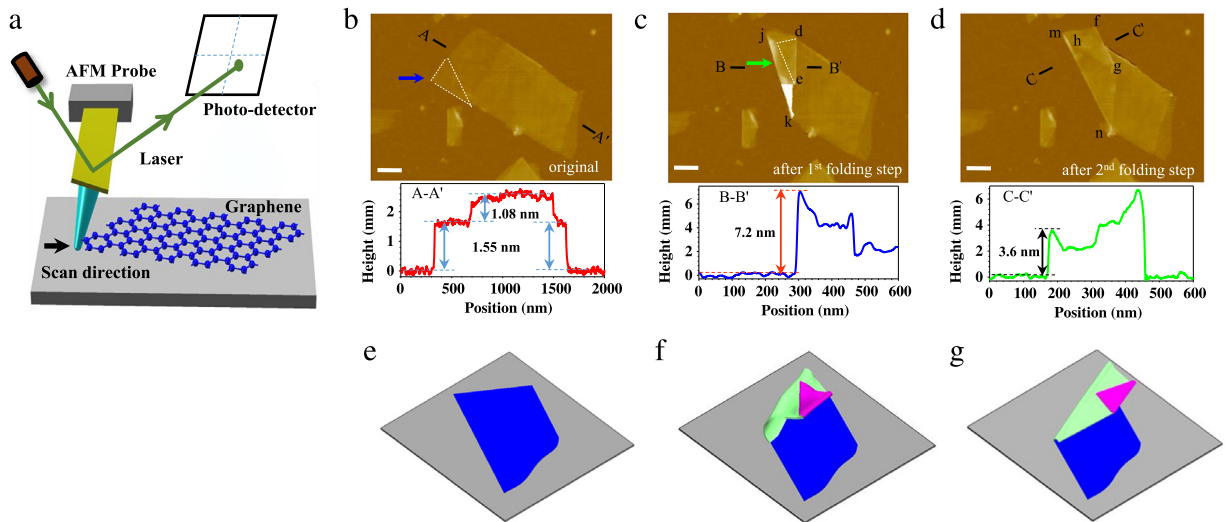 a
AFM Probe
Photo-detector
Laser
Graphene
Scan direction
b
A
A'
original
A-A'
Height (mm)
2
1
0
1.08 nm
1.55 nm
0 500 1000 1500 2000
Position (nm)
c
j
d
B
B'
e
k
after 1st folding step
B-B'
Height (mm)
6
4
2
0
7.2 nm
0 100 200 300 400 500 600
Position (nm)
d
f
m
h
g
C
C'
n
after 2nd folding step
C-C'
Height (mm)
6
4
2
0
3.6 nm
0 100 200 300 400 500 600
Position (nm)
e
f
g